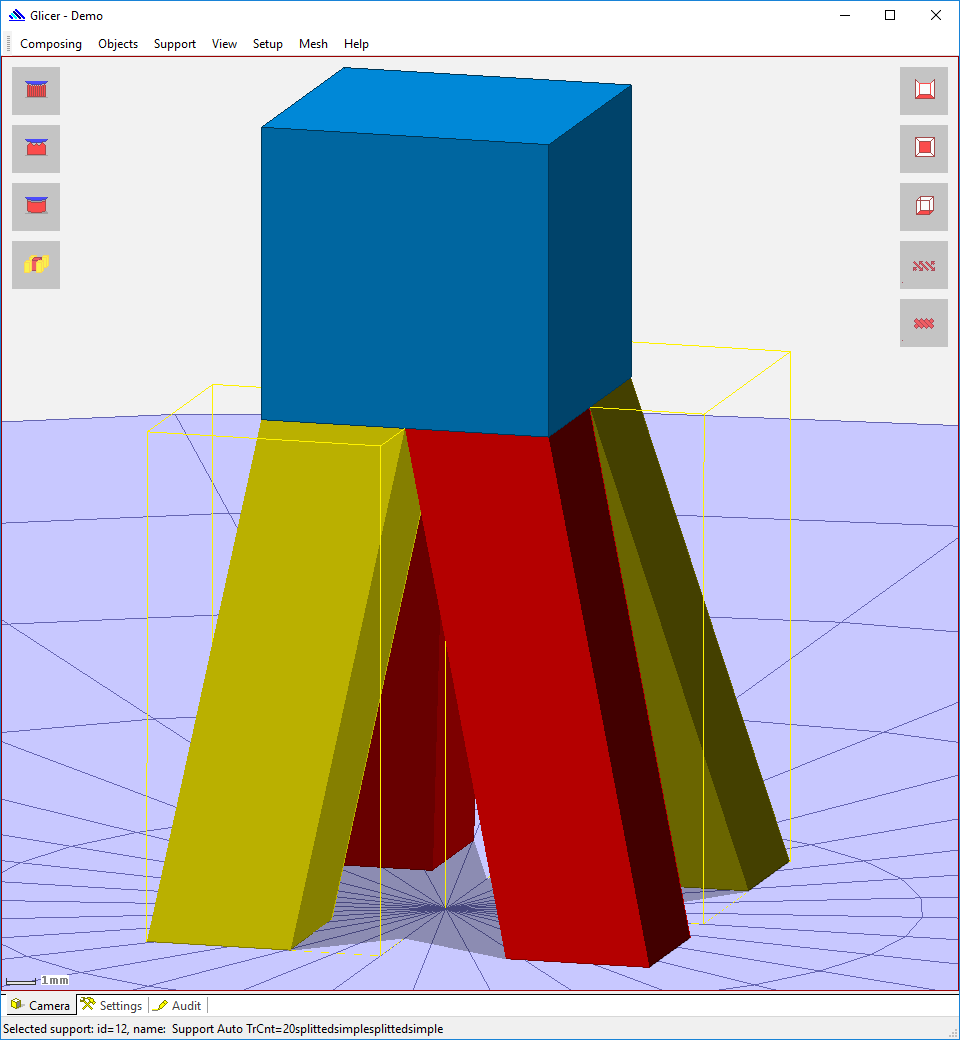 Glicer - Demo
Composing Objects Support View Setup Mesh Help
1mm
Camera Settings Audit
Selected support: id=12, name: Support Auto TrCnt=20splittedsimplesplittedsimple